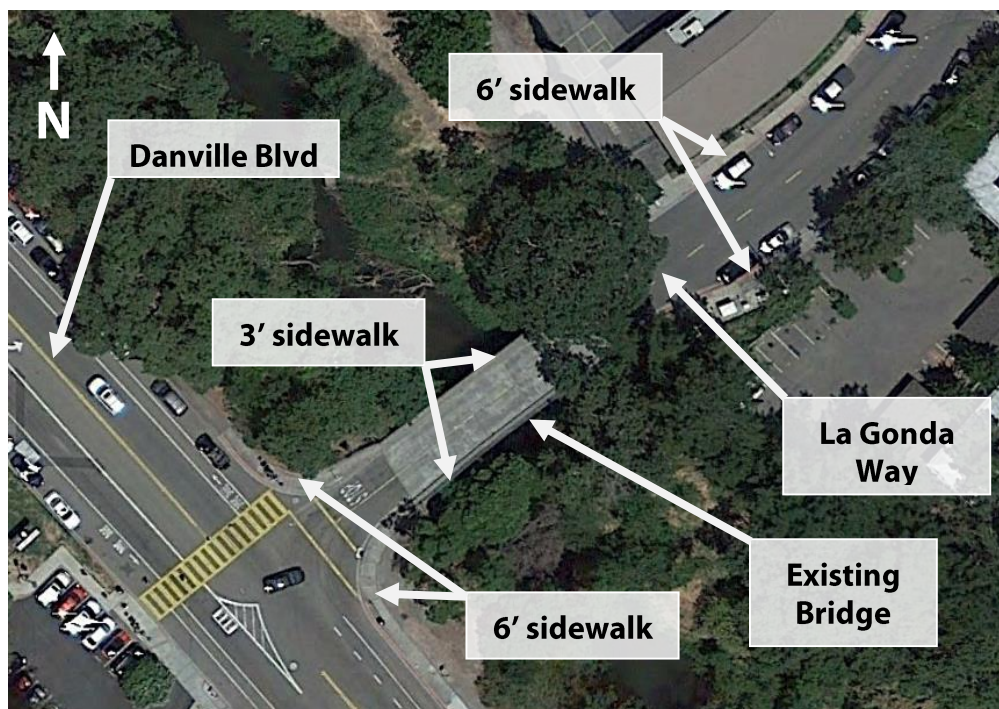 N
6’ sidewalk
Danville Blvd
3’ sidewalk
La Gonda
Way
Existing
Bridge
6’ sidewalk